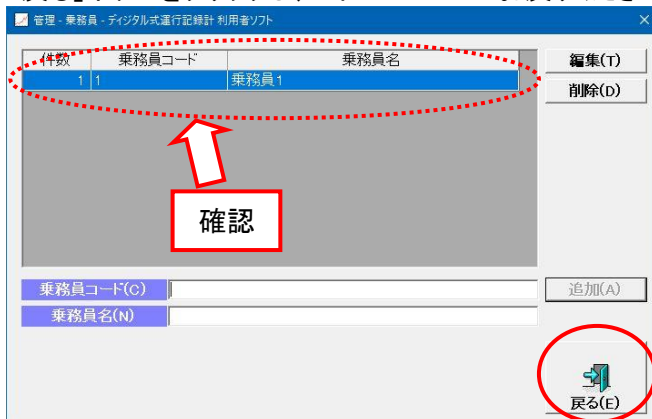 管理 - 乗務員 - ディジタル式運行記録計 利用者ソフト
件数 乗務員コード 乗務員名
1 1 乗務員1
編集(T)
削除(D)
確認
乗務員コード(C)
追加(A)
乗務員名(N)
戻る(E)